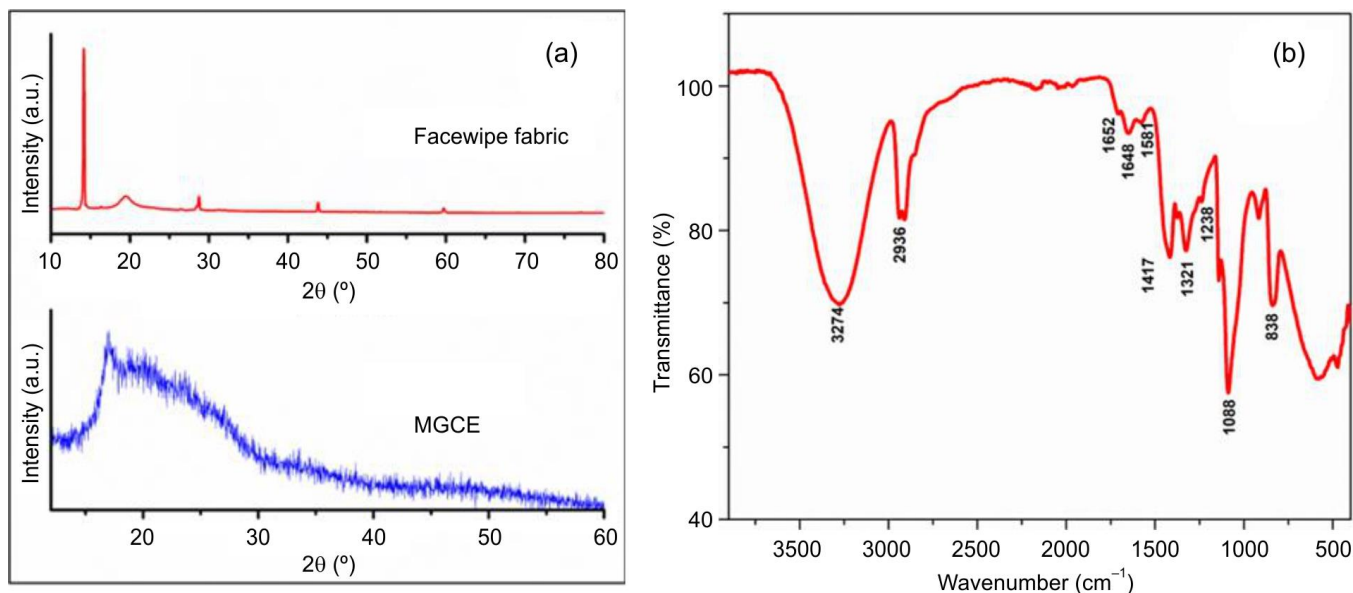 (a)
Intensity (a.u.)
Facewipe fabric
10 20 30 40 50 60 70 80
2θ (º)
Intensity (a.u.)
MGCE
20 30 40 50 60
2θ (º)
(b)
Transmittance (%)
100
80
60
40
3274
2936
1652
1648
1581
1417
1321
1238
1088
838
3500 3000 2500 2000 1500 1000 500
Wavenumber (cm⁻¹)